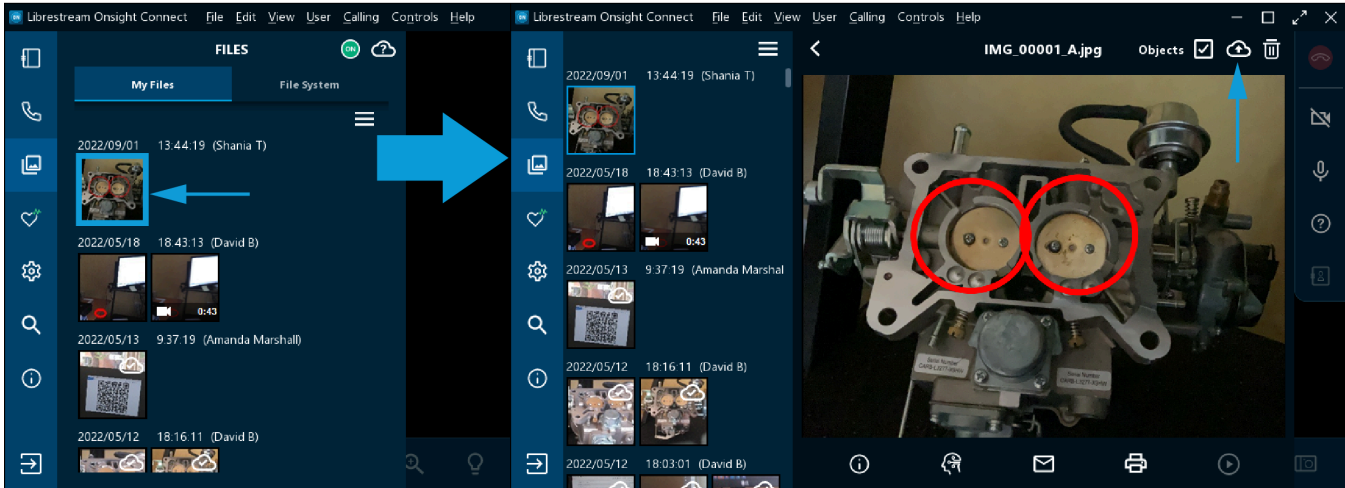 Librestream Onsight Connect File Edit View User Calling Controls Help
FILES
ON
My Files
File System
2022/09/01 13:44:19 (Shania T)
2022/05/18 18:43:13 (David B)
0:43
2022/05/13 9:37:19 (Amanda Marshall)
2022/05/12 18:16:11 (David B)
Librestream Onsight Connect File Edit View User Calling Controls Help
2022/09/01 13:44:19 (Shania T)
2022/05/18 18:43:13 (David B)
0:43
2022/05/13 9:37:19 (Amanda Marshal
2022/05/12 18:16:11 (David B)
2022/05/12 18:03:01 (David B)
IMG_00001_A.jpg
Objects
Serial Number
Serial Number